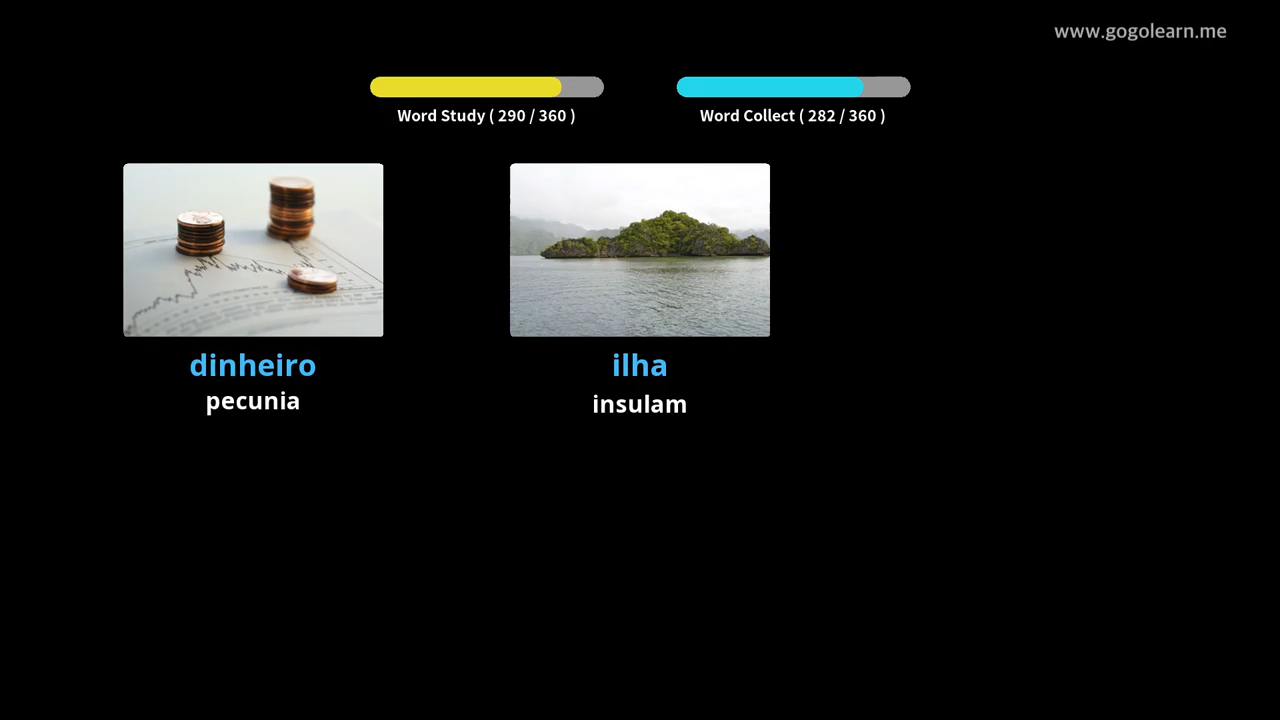 www.gogolearn.me
Word Study ( 290 / 360 )
Word Collect ( 282 / 360 )
dinheiro
pecunia
ilha
insulam